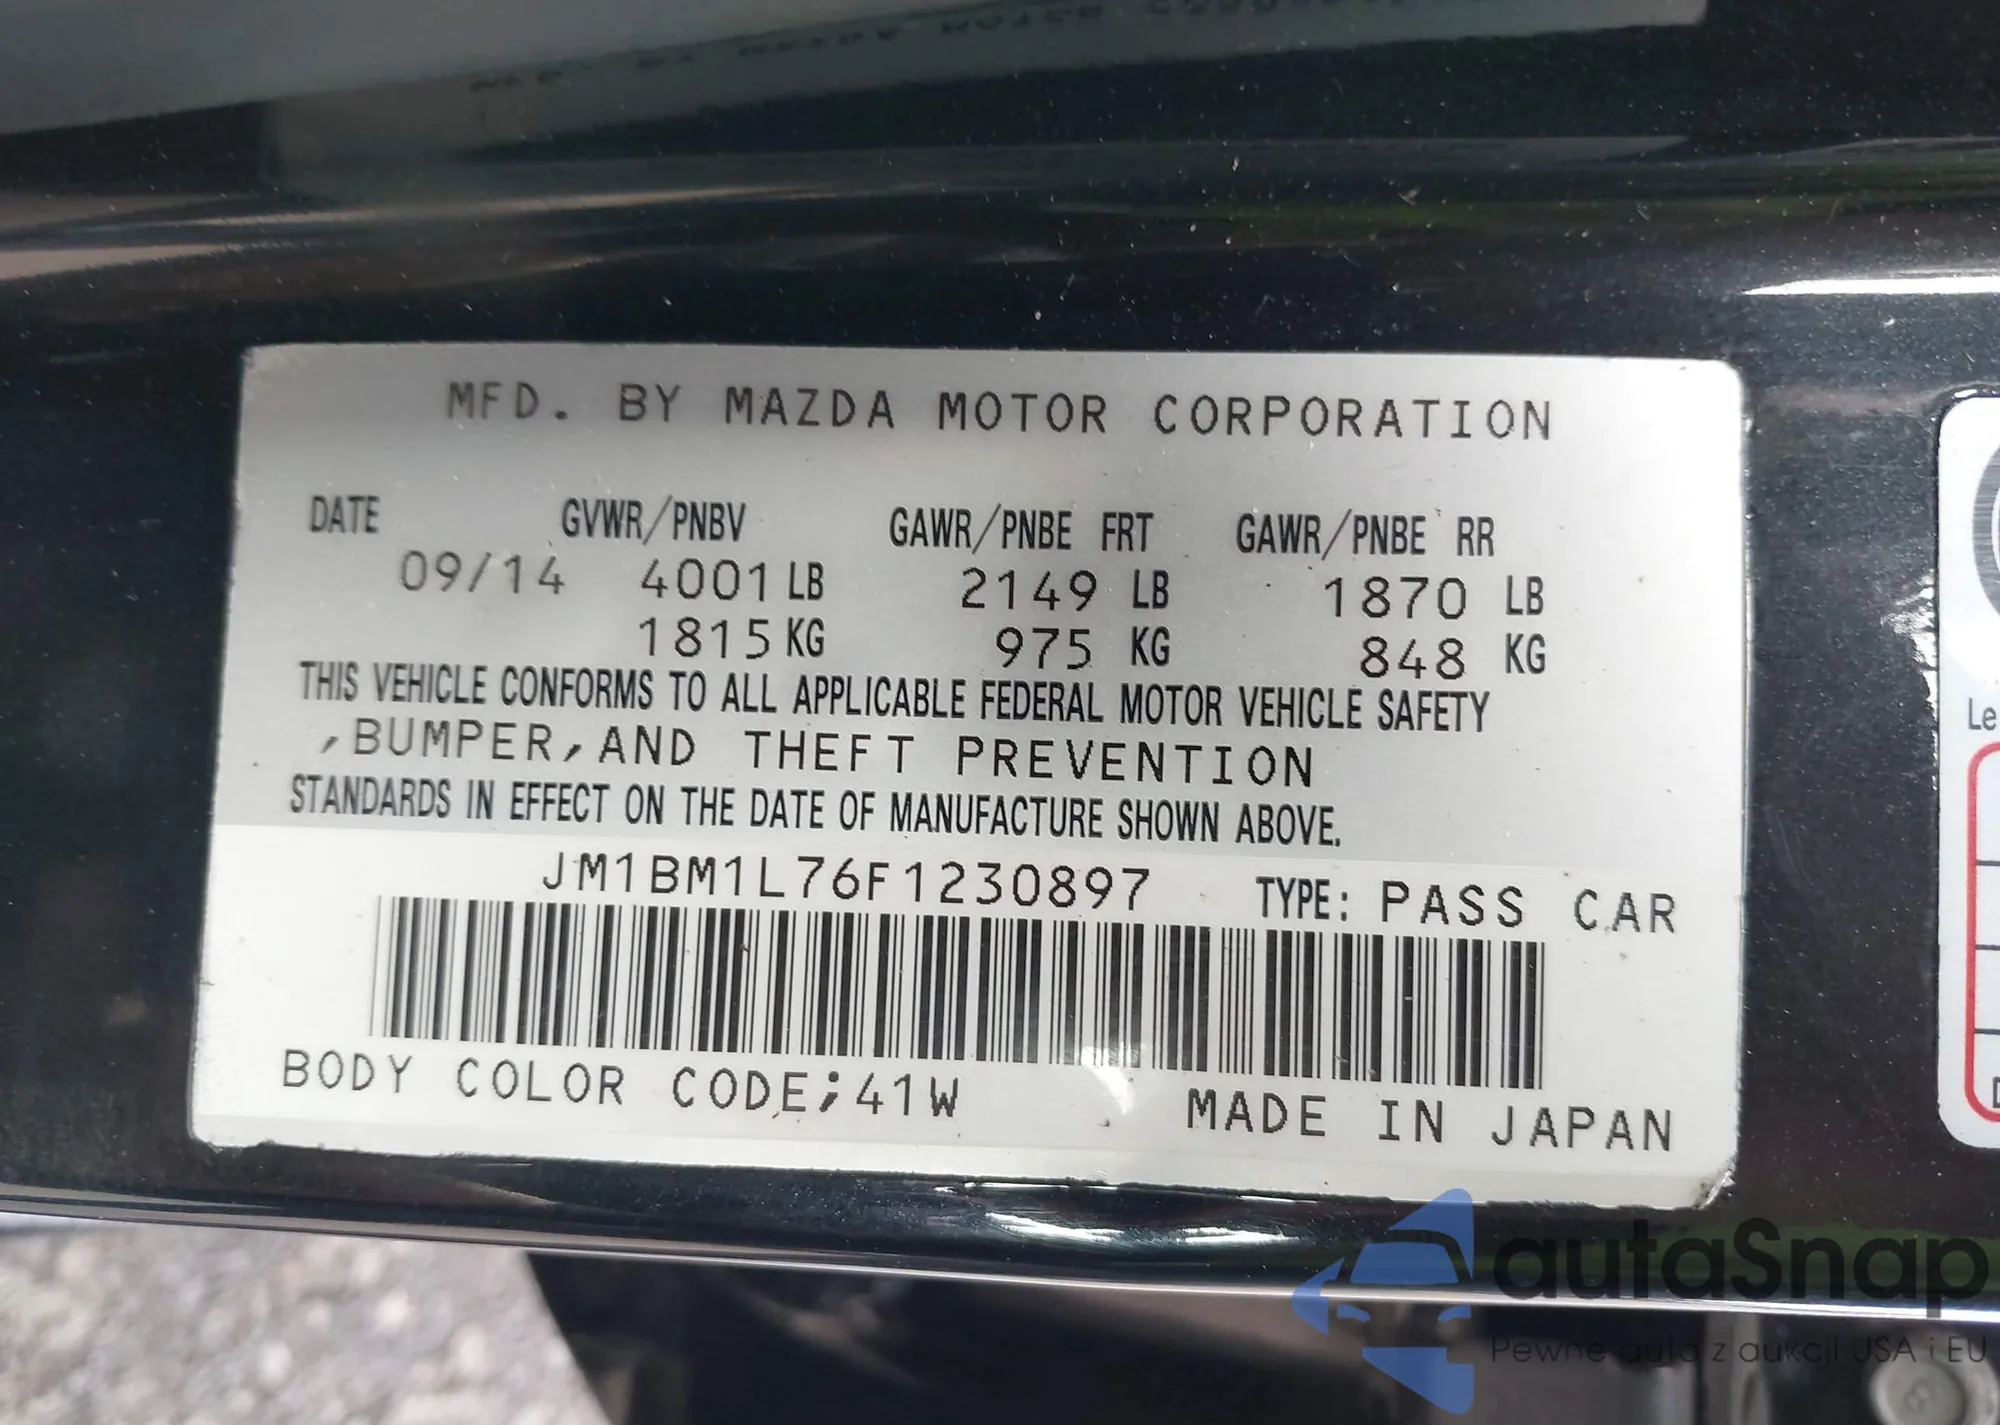 MFD. BY MAZDA MOTOR CORPORATION
DATE GVWR/PNBV GAWR/PNBE FRT GAWR/PNBE RR
09/14 4001 LB 2149 LB 1870 LB
1815 KG 975 KG 848 KG
THIS VEHICLE CONFORMS TO ALL APPLICABLE FEDERAL MOTOR VEHICLE SAFETY
,BUMPER,AND THEFT PREVENTION
STANDARDS IN EFFECT ON THE DATE OF MANUFACTURE SHOWN ABOVE.
JM1BM1L76F1230897 TYPE: PASS CAR
BODY COLOR CODE;41W MADE IN JAPAN
Le
autaSnap
Pewne auta z aukcji USA i EU